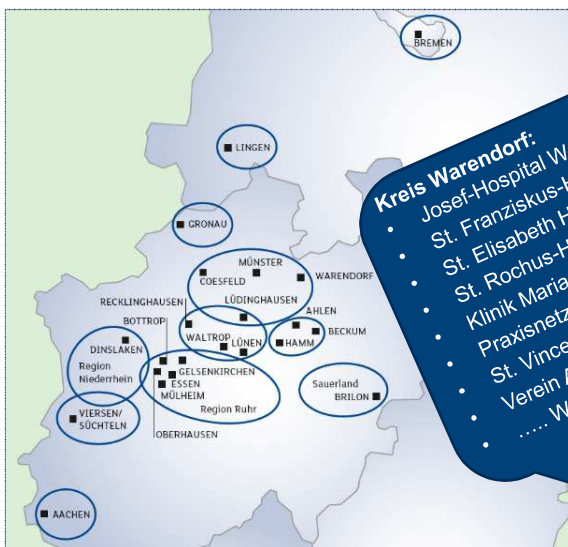 BREMEN
LINGEN
GRONAU
MÜNSTER
COESFELD
WARENDORF
LÜDINGHAUSEN
RECKLINGHAUSEN
AHLEN
BOTTROP
WALTROP
LÜNEN
HAMM
BECKUM
DINSLAKEN
Region
Niederrhein
GELSENKIRCHEN
ESSEN
MÜLHEIM
Region Ruhr
OBERHAUSEN
Sauerland
BRILON
VIERSEN/
SÜCHTELN
AACHEN
Kreis Warendorf:
• Josef-Hospital W
• St. Franziskus-H
• St. Elisabeth H
• St. Rochus-H
• Klinik Maria
• Praxisnetz
• St. Vince
• Verein A
• ..... W